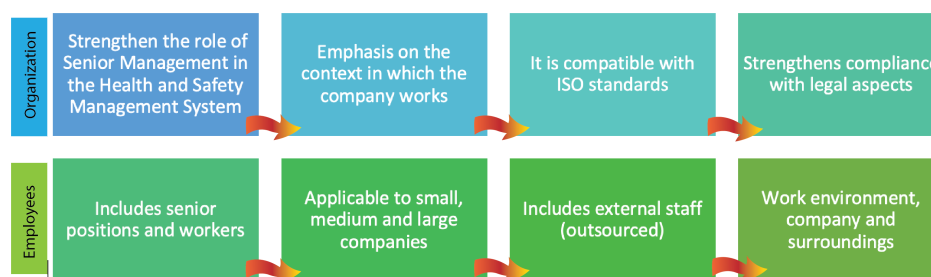 Organization
Strengthen the role of
Senior Management in
the Health and Safety
Management System
Emphasis on the
context in which the
company works
It is compatible with
ISO standards
Strengthens compliance
with legal aspects
Employees
Includes senior
positions and workers
Applicable to small,
medium and large
companies
Includes external staff
(outsourced)
Work environment,
company and
surroundings